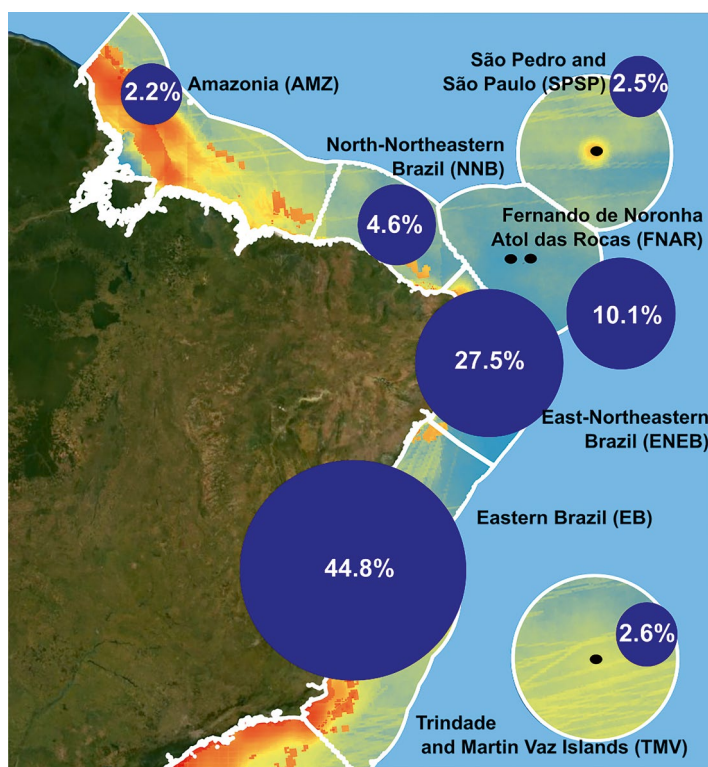 São Pedro and
São Paulo (SPSP)
2.5%
2.2%
Amazonia (AMZ)
North-Northeastern
Brazil (NNB)
4.6%
Fernando de Noronha
Atol das Rocas (FNAR)
10.1%
27.5%
East-Northeastern
Brazil (ENEB)
Eastern Brazil (EB)
44.8%
2.6%
Trindade
and Martin Vaz Islands (TMV)